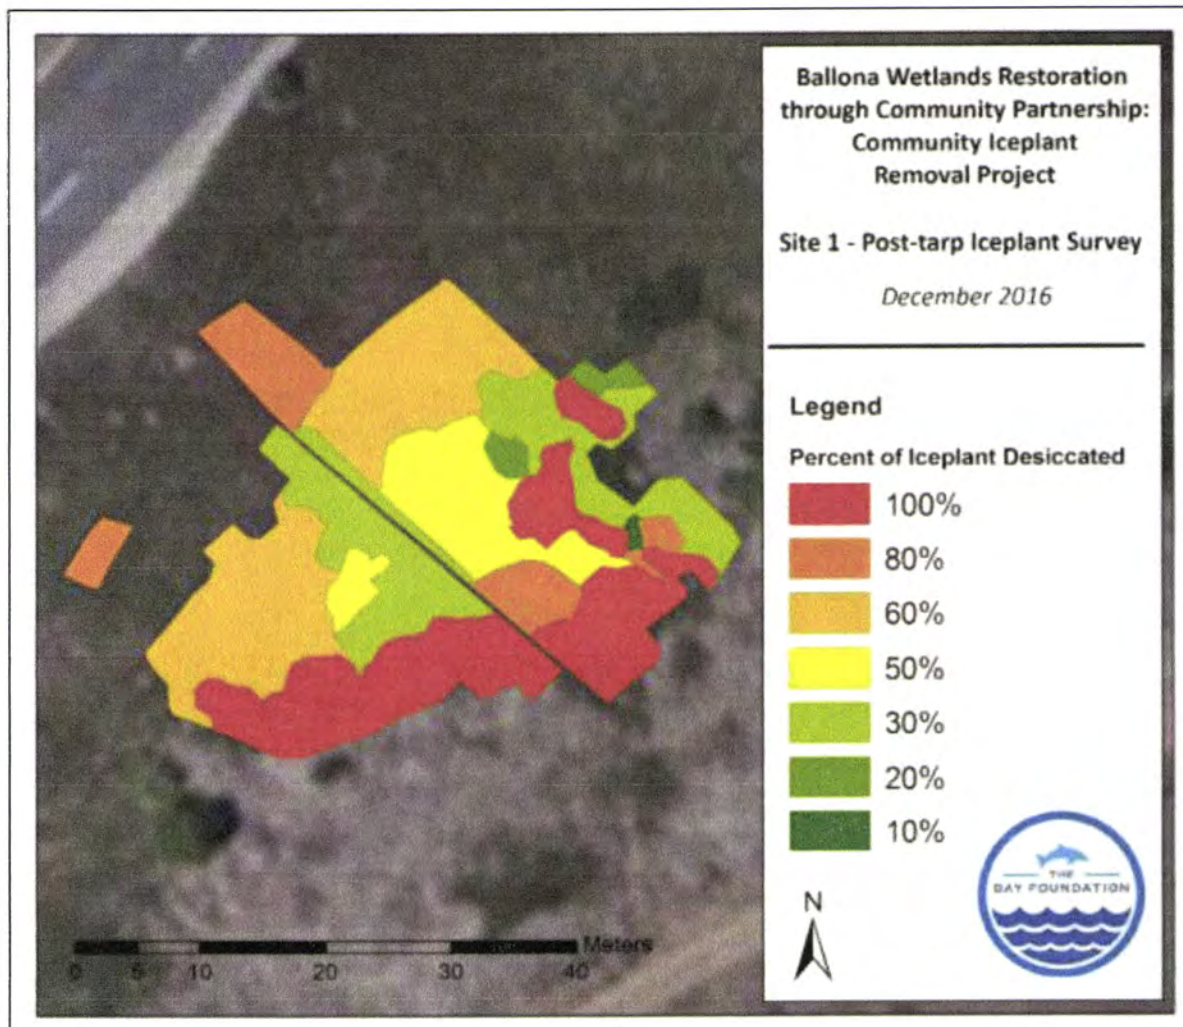 Ballona Wetlands Restoration
through Community Partnership:
Community Iceplant
Removal Project
Site 1 - Post-tarp Iceplant Survey
December 2016
Legend
Percent of Iceplant Desiccated
100%
80%
60%
50%
30%
20%
10%
N
THE
BAY FOUNDATION
Meters
0 5 10 20 30 40